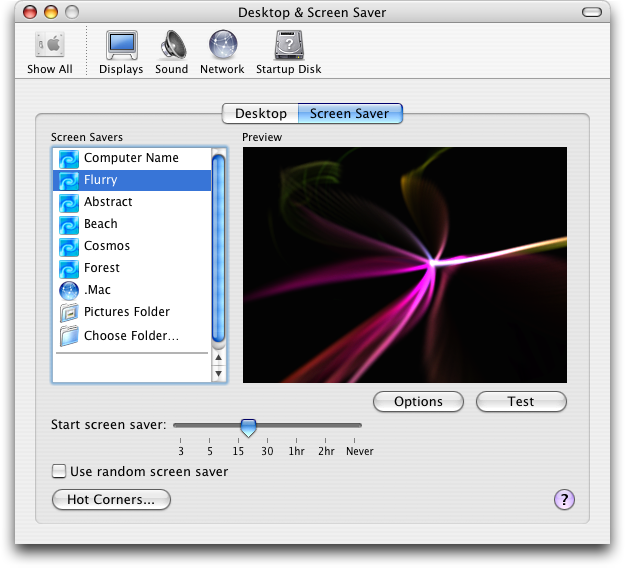 Desktop & Screen Saver
Show All Displays Sound Network Startup Disk
Desktop Screen Saver
Screen Savers
Preview
Computer Name
Flurry
Abstract
Beach
Cosmos
Forest
.Mac
Pictures Folder
Choose Folder...
Options Test
Start screen saver:
3 5 15 30 1hr 2hr Never
Use random screen saver
Hot Corners... ?